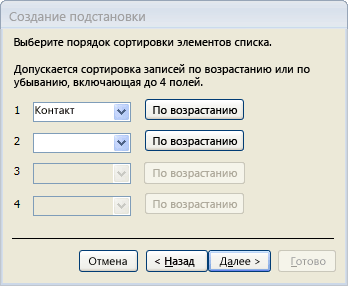 Создание подстановки
Выберите порядок сортировки элементов списка.
Допускается сортировка записей по возрастанию или по
убыванию, включающая до 4 полей.
1 Контакт По возрастанию
2 По возрастанию
3 По возрастанию
4 По возрастанию
Отмена < Назад Далее > Готово